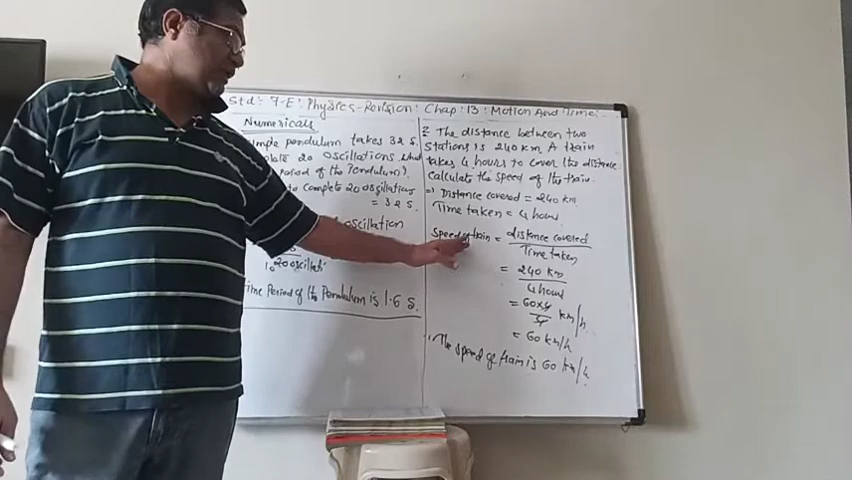 Std: 7-E: Physics-Revision: Chap: 13: Motion And Time:
Numericals
mple pendulum takes 32 s.
20 oscillations. what
period of the Pendulum?.
to complete 20 oscillations
= 32 s.
oscillation
20 oscillati
Time Period of the Pendulum is 1.6 s.
2. The distance between two
stations is 240 km. A train
takes 4 hours to cover this distance
Calculate the speed of the train.
=) Distance covered = 240 km.
Time taken = 4 hours.
Speed of train = distance covered
Time taken
= 240 km
4 hours
= 60 x 4
4 km/h
= 60 km/h
∴ The speed of train is 60 km/h.